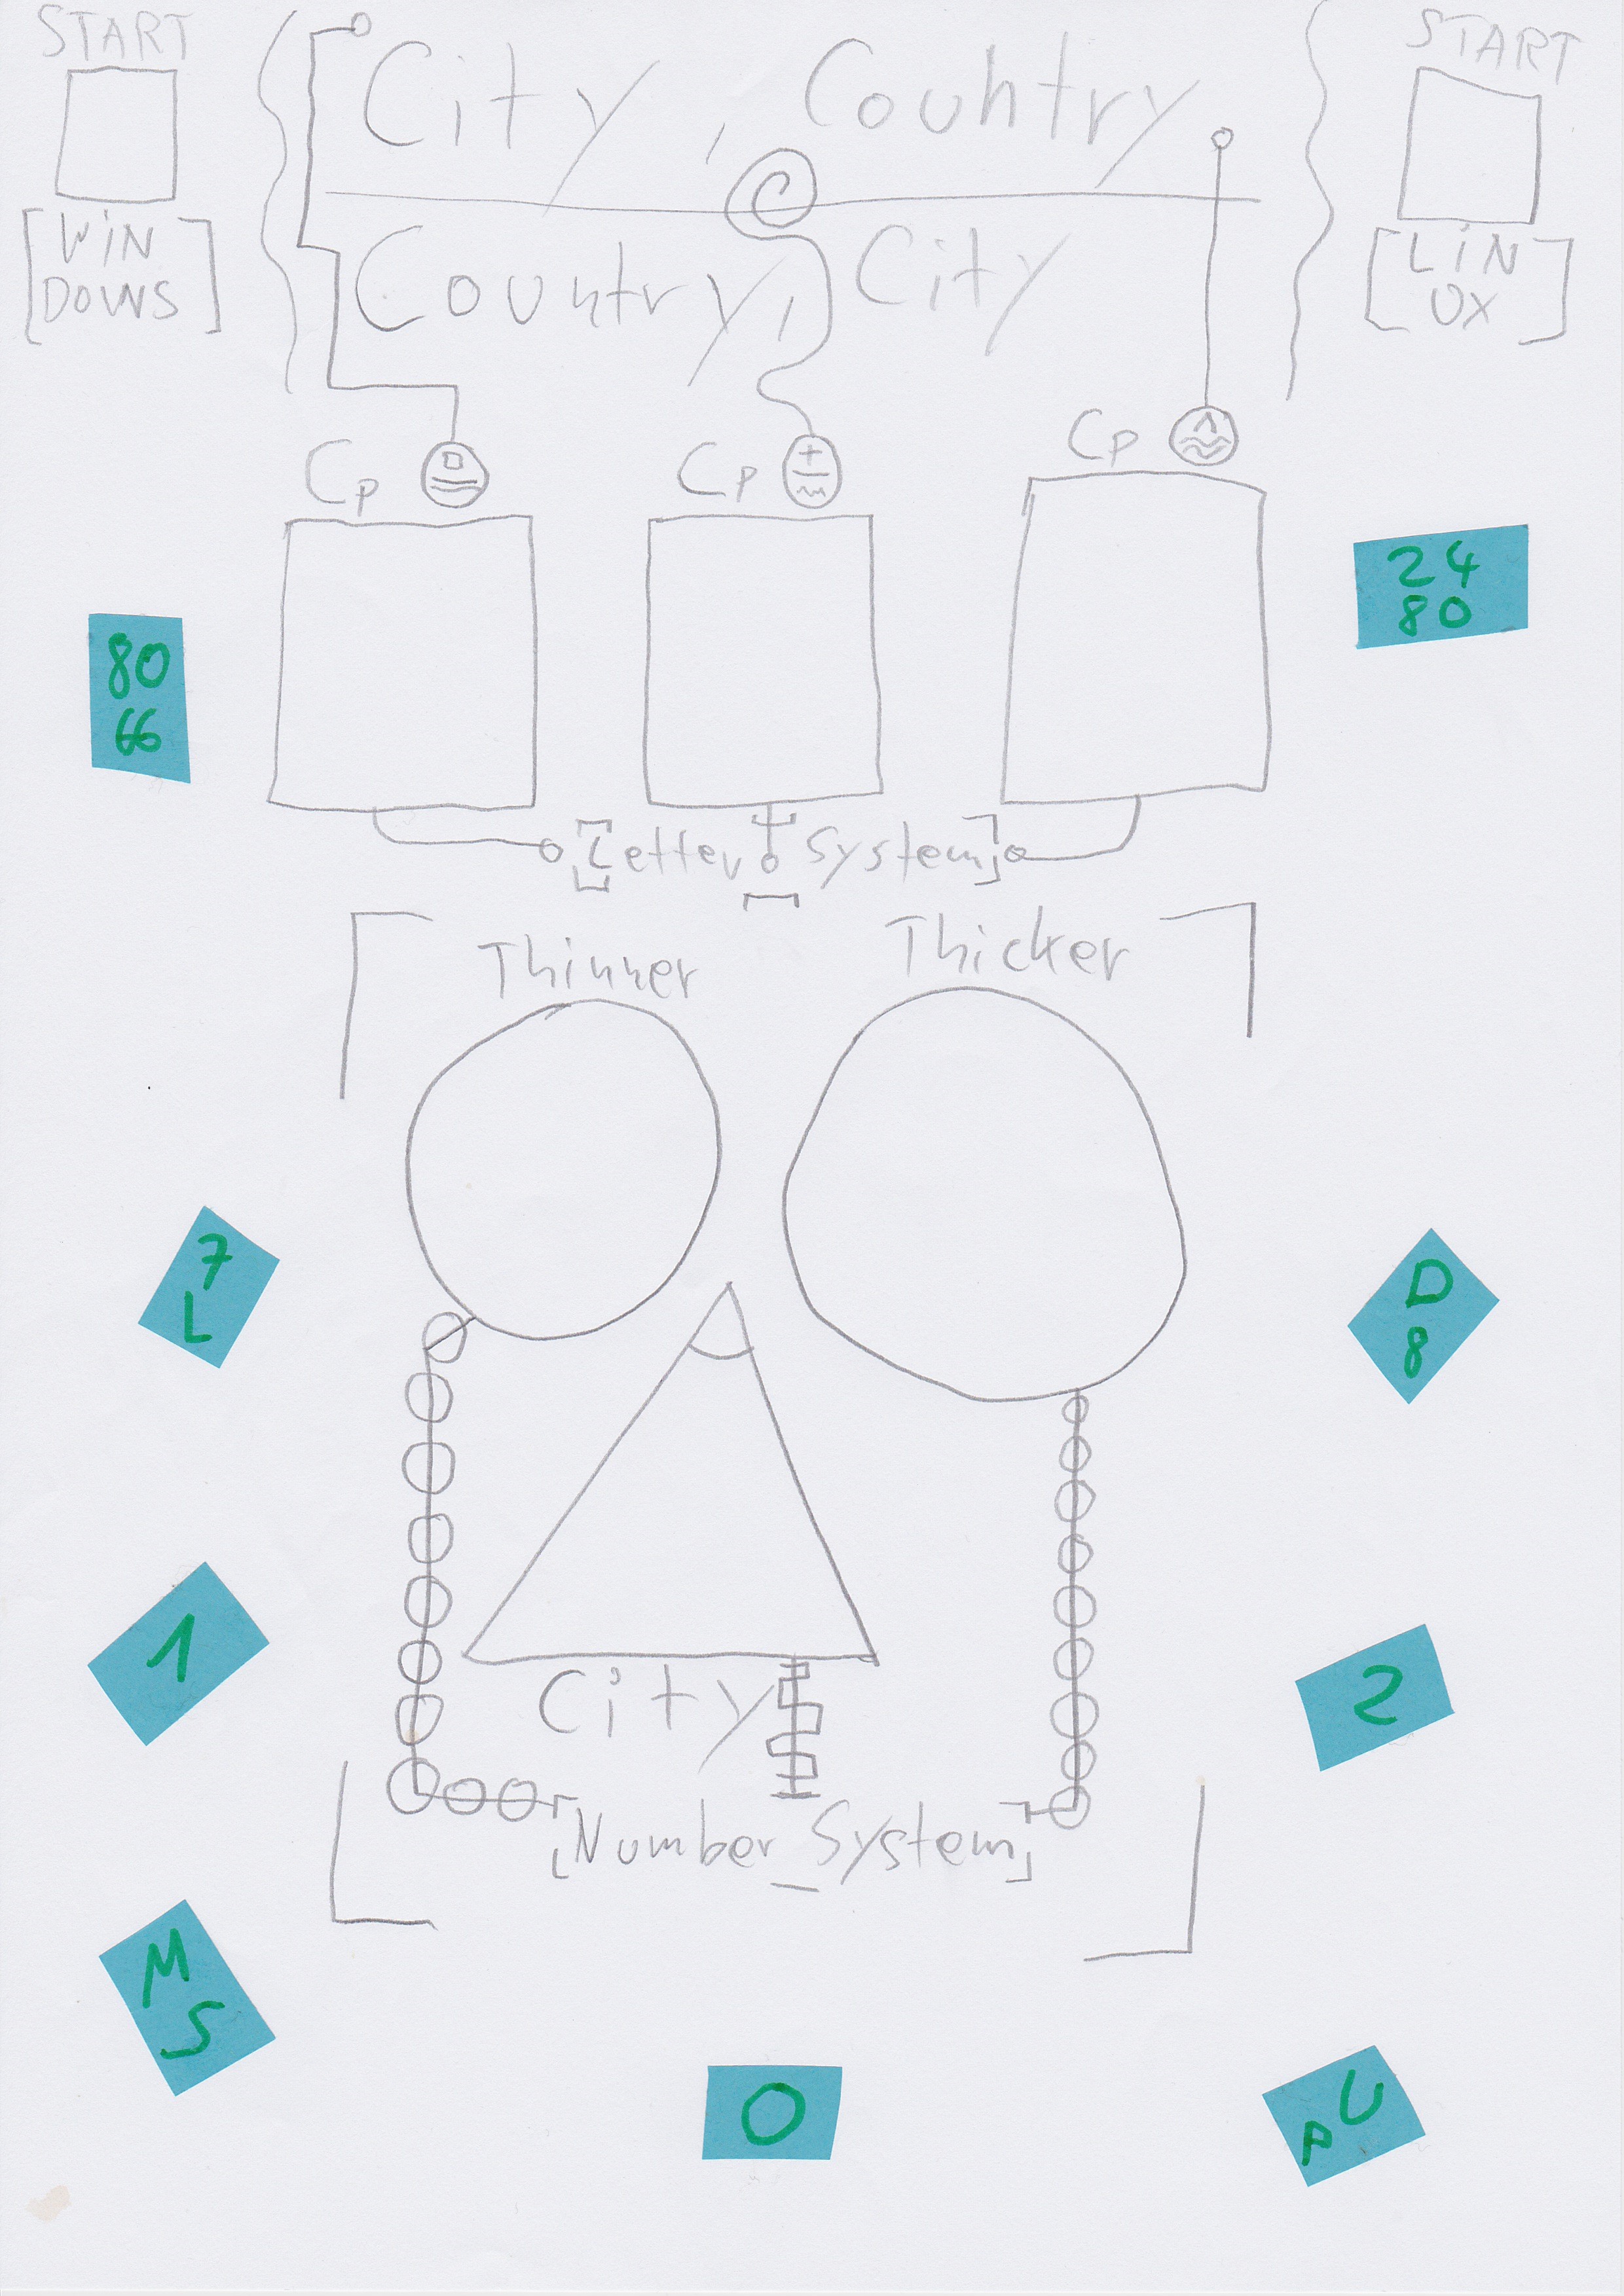 START
START
City, Country
Country, City
[WIN
DOWS]
[LIN
UX]
Cp
Cp
Cp
24
80
80
66
[Letter System]
Thinner
Thicker
7
L
D
8
1
2
City
[Number_System]
M
S
O
PU